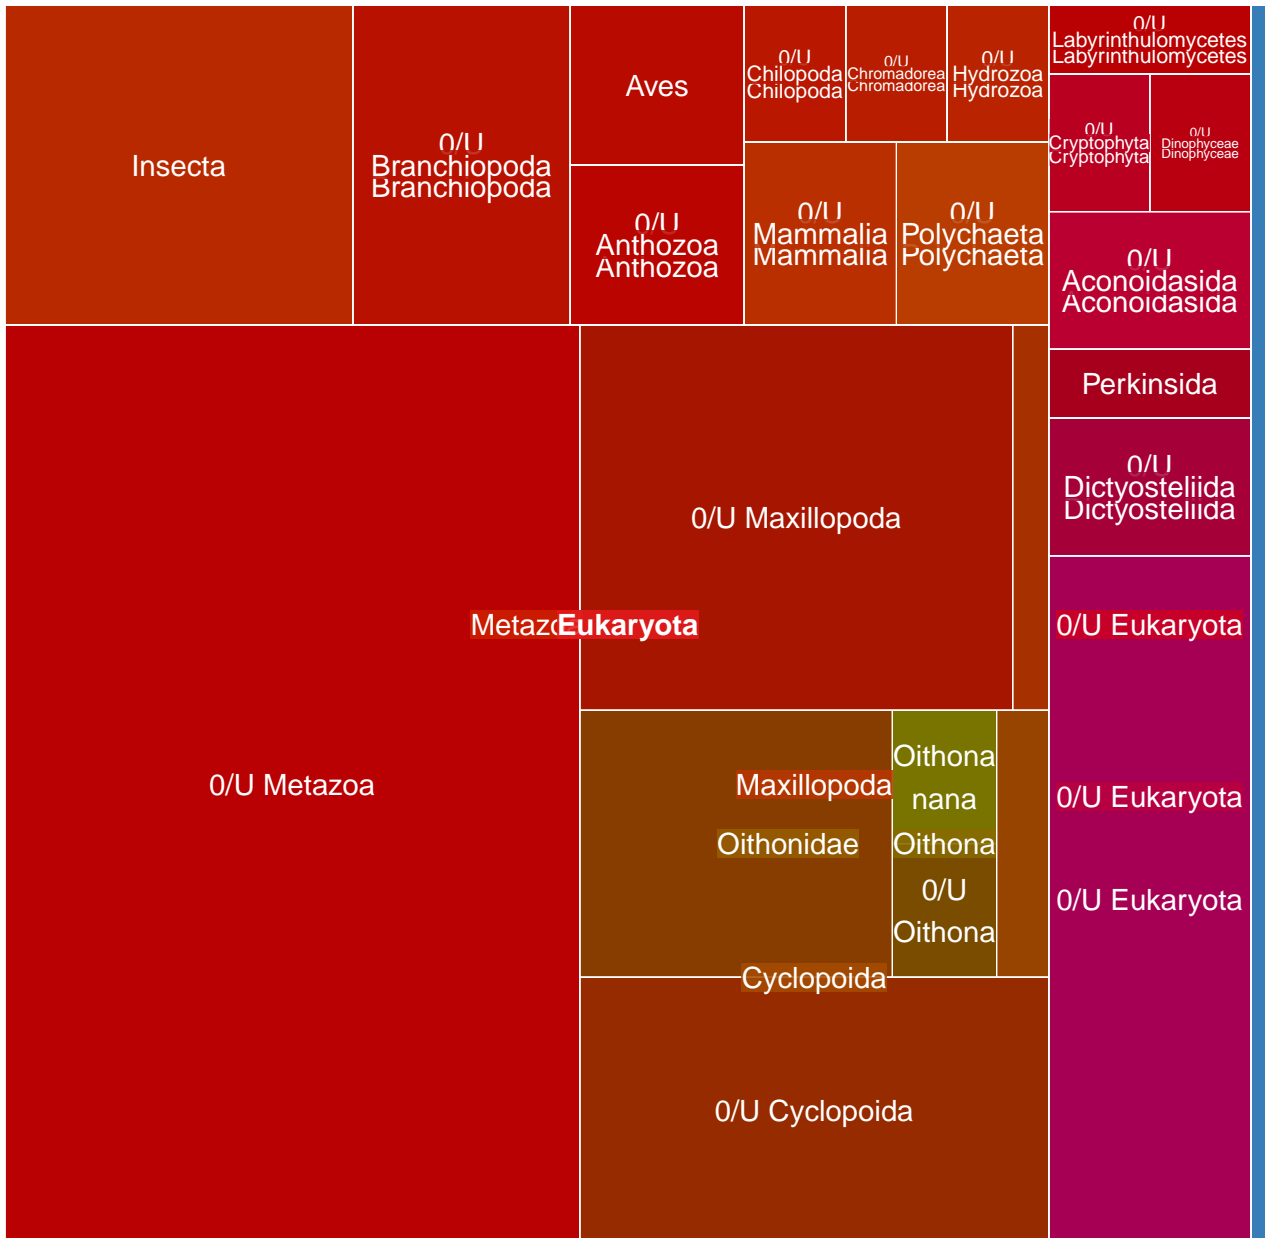 Insecta
0/U
Branchiopoda
Branchiopoda
Aves
0/U
Anthozoa
Anthozoa
0/U
Chilopoda
Chilopoda
0/U
Chromadorea
Chromadorea
0/U
Hydrozoa
Hydrozoa
0/U
Mammalia
Mammalia
0/U
Polychaeta
Polychaeta
0/U
Labyrinthulomycetes
Labyrinthulomycetes
0/U
Cryptophyta
Cryptophyta
0/U
Dinophyceae
Dinophyceae
0/U
Aconoidasida
Aconoidasida
Perkinsida
0/U
Dictyosteliida
Dictyosteliida
0/U Maxillopoda
Eukaryota
0/U Eukaryota
0/U Metazoa
Maxillopoda
Oithona
nana
0/U Eukaryota
Oithonidae
Oithona
0/U
Oithona
0/U Eukaryota
Cyclopoida
0/U Cyclopoida